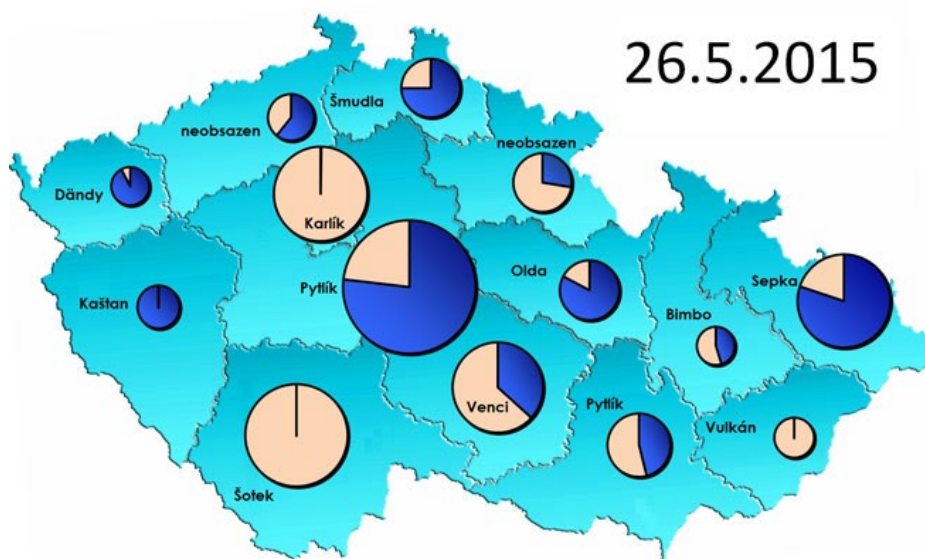 26.5.2015
Šmudla
neobsazen
neobsazen
Dändy
Karlík
Pytlík
Olda
Sepka
Kaštan
Bimbo
Venci
Pytlík
Vulkán
Šotek